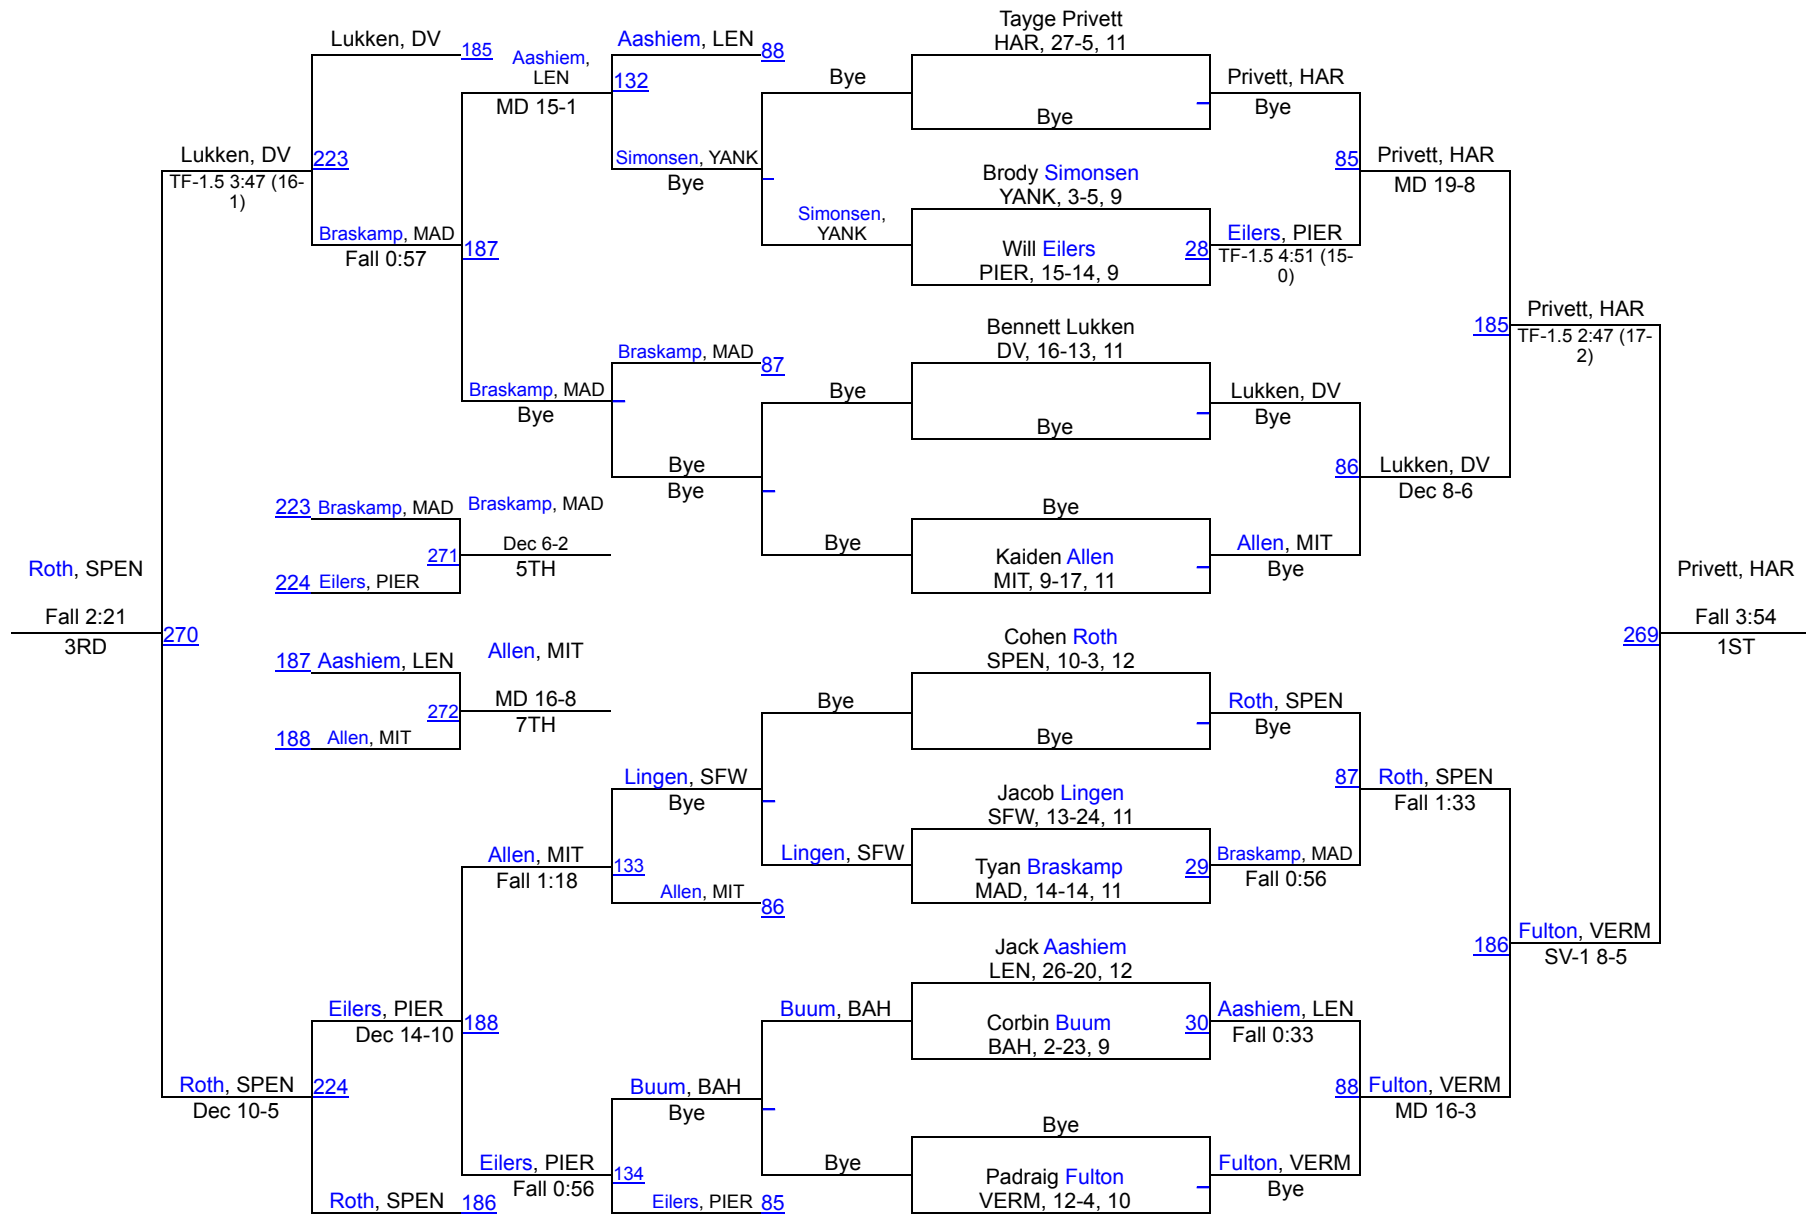 Tayge Privett
HAR, 27-5, 11
Lukken, DV
185
Aashiem,
LEN
MD 15-1
Aashiem, LEN
88
132
Bye
Bye
Privett, HAR
Bye
Simonsen, YANK
Bye
Lukken, DV
TF-1.5 3:47 (16-
1)
223
Brody Simonsen
YANK, 3-5, 9
85
Privett, HAR
MD 19-8
Simonsen,
YANK
Will Eilers
PIER, 15-14, 9
28
Eilers, PIER
TF-1.5 4:51 (15-
0)
Braskamp, MAD
Fall 0:57
187
Bennett Lukken
DV, 16-13, 11
185
Privett, HAR
TF-1.5 2:47 (17-
2)
Braskamp, MAD
87
Braskamp, MAD
Bye
Bye
Bye
Lukken, DV
Bye
Bye
Bye
86
Lukken, DV
Dec 8-6
223
Braskamp, MAD
Braskamp, MAD
Bye
271
Dec 6-2
5TH
Bye
Kaiden Allen
MIT, 9-17, 11
Allen, MIT
Bye
224
Eilers, PIER
Roth, SPEN
Fall 2:21
3RD
270
Privett, HAR
Fall 3:54
1ST
269
Cohen Roth
SPEN, 10-3, 12
187
Aashiem, LEN
Allen, MIT
272
MD 16-8
7TH
188
Allen, MIT
Bye
Bye
Roth, SPEN
Bye
Lingen, SFW
Bye
Jacob Lingen
SFW, 13-24, 11
87
Roth, SPEN
Fall 1:33
Allen, MIT
Fall 1:18
133
Lingen, SFW
Tyan Braskamp
MAD, 14-14, 11
29
Braskamp, MAD
Fall 0:56
Allen, MIT
86
Jack Aashiem
LEN, 26-20, 12
186
Fulton, VERM
SV-1 8-5
Eilers, PIER
Dec 14-10
188
Buum, BAH
Corbin Buum
BAH, 2-23, 9
30
Aashiem, LEN
Fall 0:33
Roth, SPEN
Dec 10-5
224
Buum, BAH
Bye
88
Fulton, VERM
MD 16-3
Bye
Eilers, PIER
Fall 0:56
134
Bye
Padraig Fulton
VERM, 12-4, 10
Fulton, VERM
Bye
Roth, SPEN
186
Eilers, PIER
85